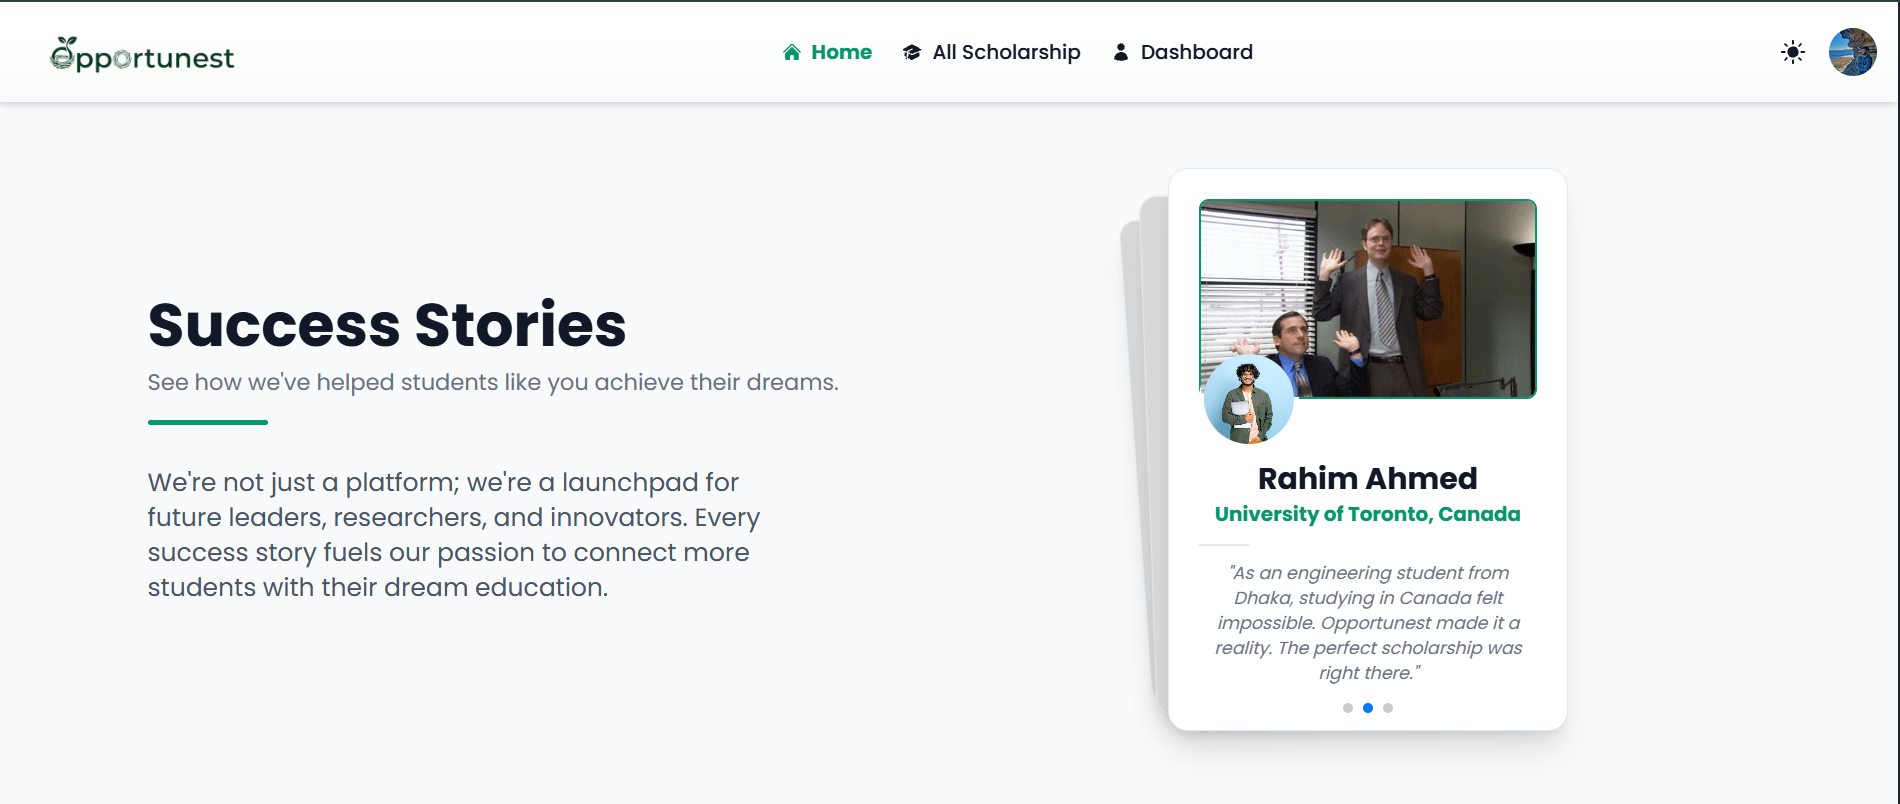 Opportunest
Home
All Scholarship
Dashboard
Success Stories
See how we've helped students like you achieve their dreams.
We're not just a platform; we're a launchpad for
future leaders, researchers, and innovators. Every
success story fuels our passion to connect more
students with their dream education.
Rahim Ahmed
University of Toronto, Canada
"As an engineering student from
Dhaka, studying in Canada felt
impossible. Opportunest made it a
reality. The perfect scholarship was
right there."